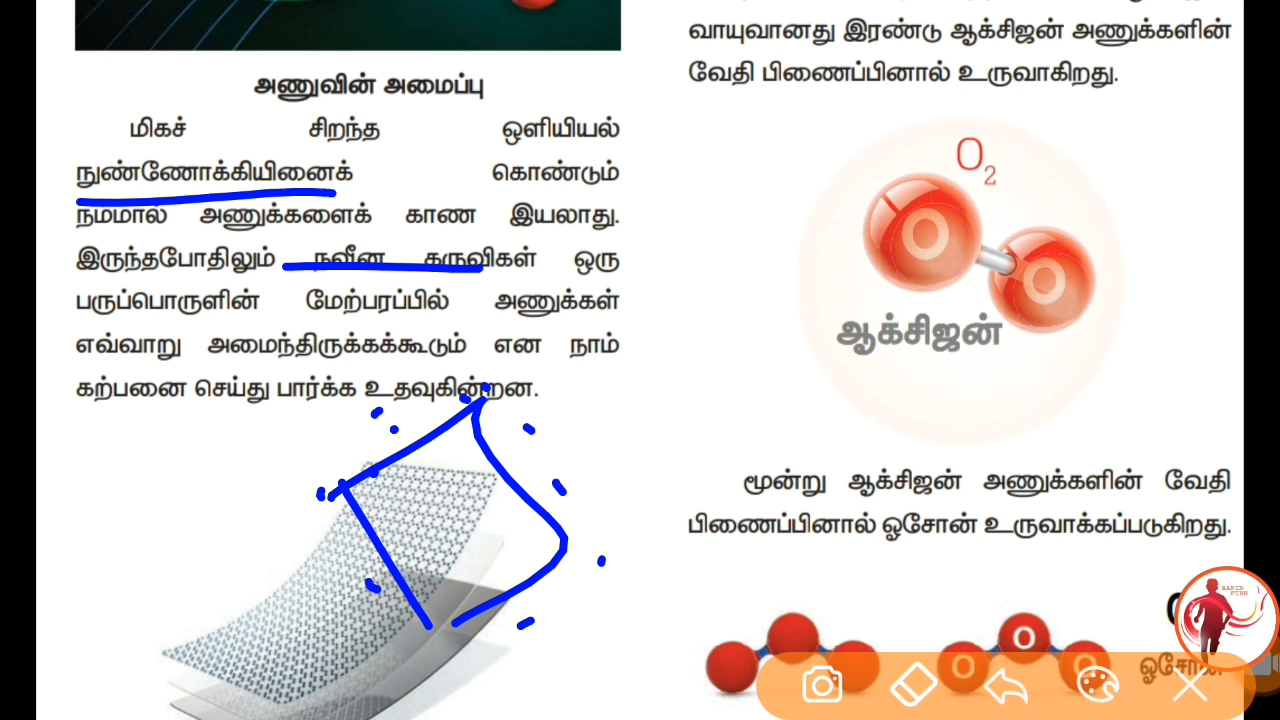 அணுவின் அமைப்பு
மிகச் சிறந்த ஒளியியல்
நுண்ணோக்கியினைக் கொண்டும்
நம்மால் அணுக்களைக் காண இயலாது.
இருந்தபோதிலும் நவீன கருவிகள் ஒரு
பருப்பொருளின் மேற்பரப்பில் அணுக்கள்
எவ்வாறு அமைந்திருக்கக்கூடும் என நாம்
கற்பனை செய்து பார்க்க உதவுகின்றன.
வாயுவானது இரண்டு ஆக்சிஜன் அணுக்களின்
வேதி பிணைப்பினால் உருவாகிறது.
O2
O O
ஆக்சிஜன்
மூன்று ஆக்சிஜன் அணுக்களின் வேதி
பிணைப்பினால் ஓசோன் உருவாக்கப்படுகிறது.
O
O O
ஓசோன்
RAPID